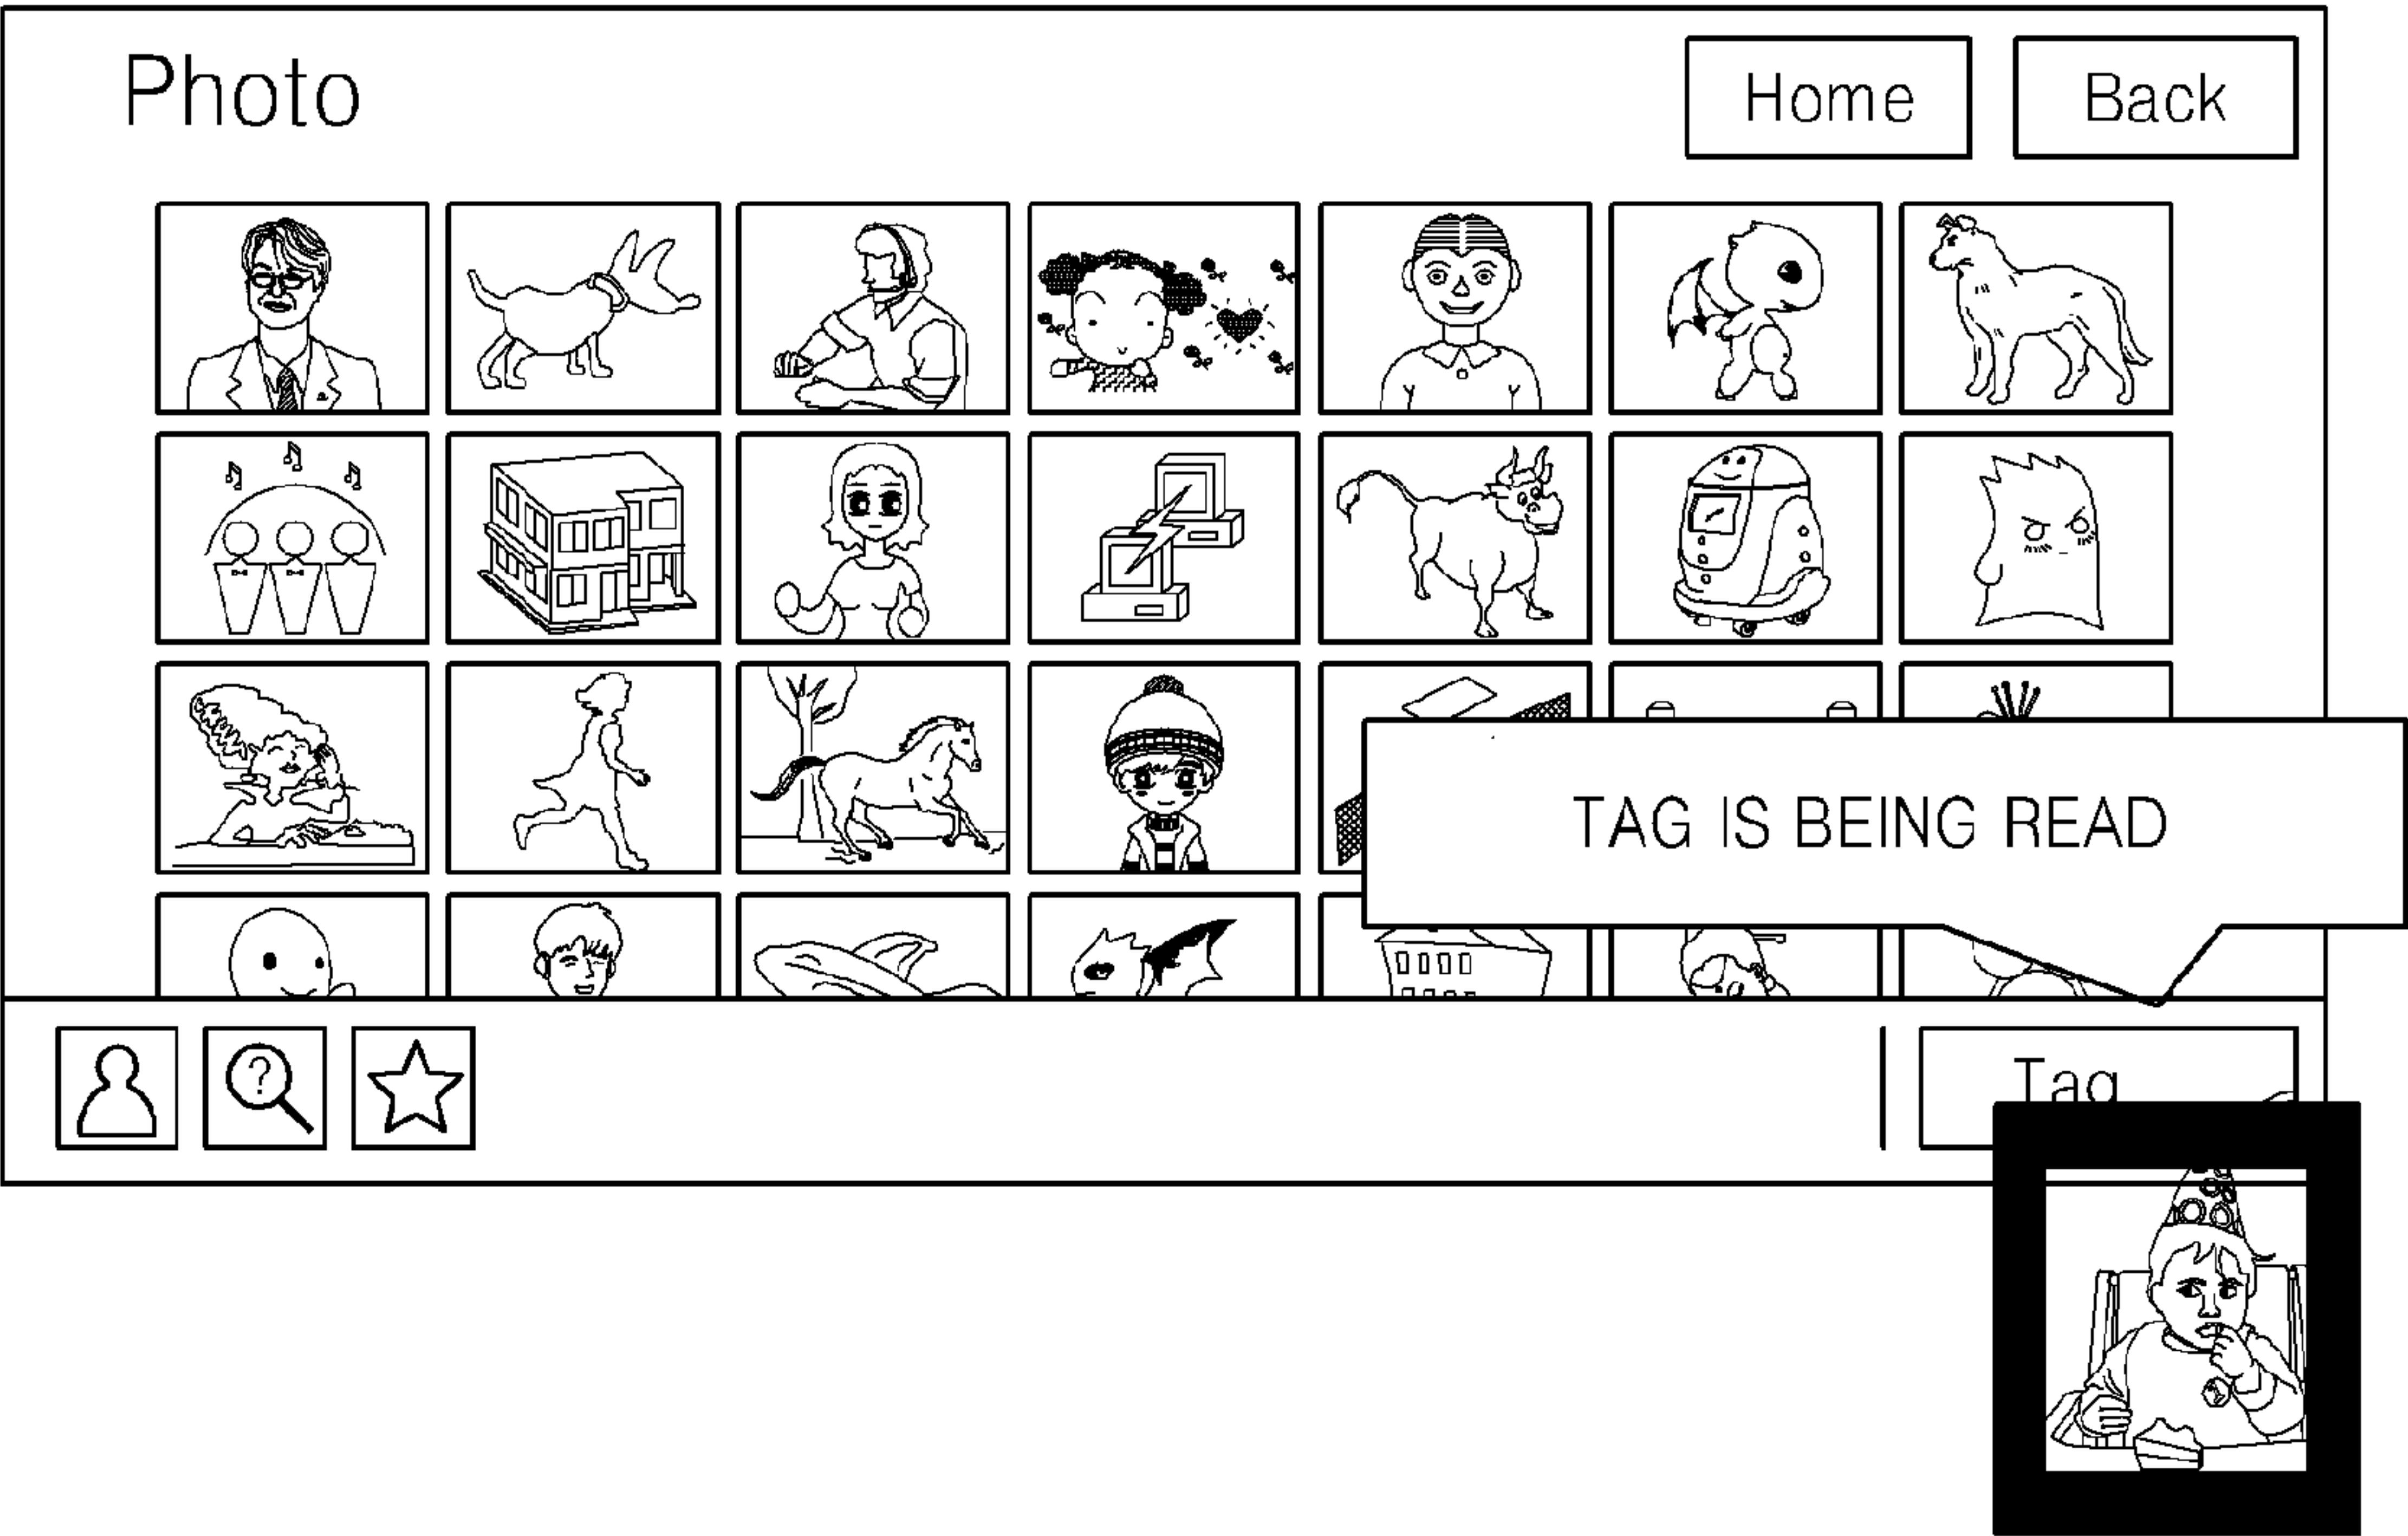 Photo
Home
Back
TAG IS BEING READ
?
Tag